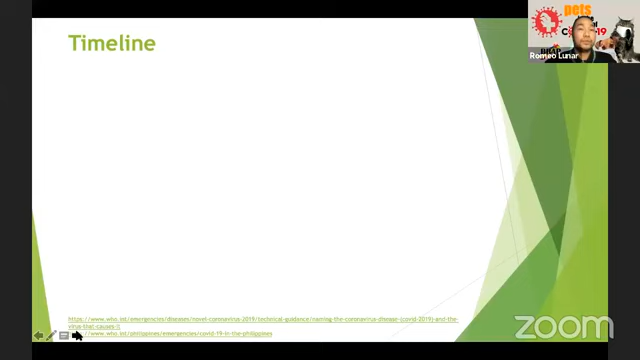 Timeline
pets
Romeo Lunar
https://www.who.int/emergencies/diseases/novel-coronavirus-2019/technical-guidance/naming-the-coronavirus-disease-(covid-2019)-and-the-
virus-that-causes-it
//www.who.int/philippines/emergencies/covid-19-in-the-philippines
zoom